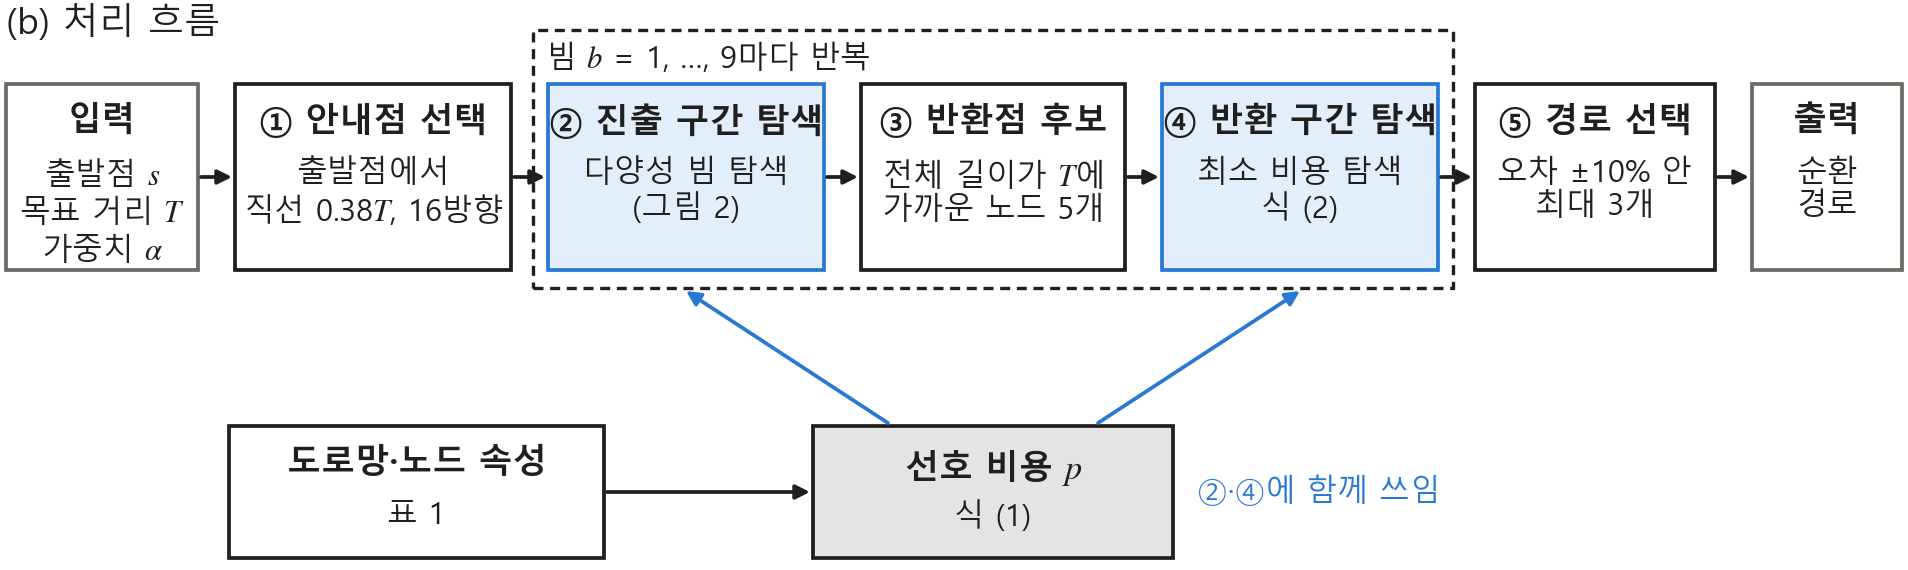 (b) 처리 흐름
빔 b = 1, ..., 9마다 반복
입력
출발점 s
목표 거리 T
가중치 α
① 안내점 선택
출발점에서
직선 0.38T, 16방향
② 진출 구간 탐색
다양성 빔 탐색
(그림 2)
③ 반환점 후보
전체 길이가 T에
가까운 노드 5개
④ 반환 구간 탐색
최소 비용 탐색
식 (2)
⑤ 경로 선택
오차 ±10% 안
최대 3개
출력
순환
경로
도로망·노드 속성
표 1
선호 비용 p
식 (1)
②·④에 함께 쓰임